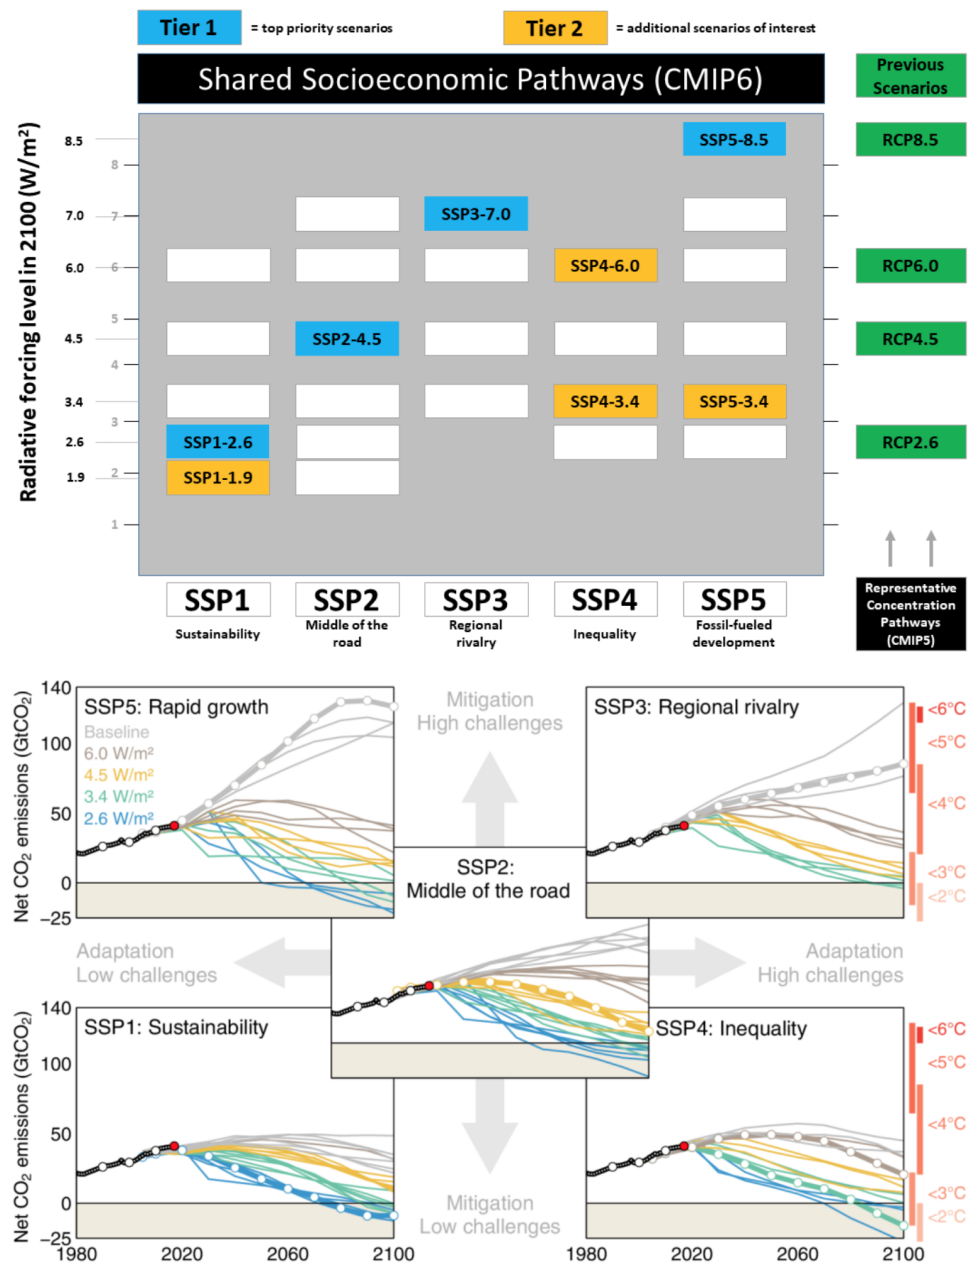 Tier 1 = top priority scenarios Tier 2 = additional scenarios of interest
Shared Socioeconomic Pathways (CMIP6)
Previous
Scenarios
Radiative forcing level in 2100 (W/m²)
8.5 SSP5-8.5 RCP8.5
8
7.0 7 SSP3-7.0
6.0 6 SSP4-6.0 RCP6.0
5
4.5 SSP2-4.5 RCP4.5
4
3.4 SSP4-3.4 SSP5-3.4
3
2.6 SSP1-2.6 RCP2.6
2
1.9 SSP1-1.9
1
SSP1 SSP2 SSP3 SSP4 SSP5
Sustainability
Middle of the
road
Regional
rivalry
Inequality
Fossil-fueled
development
Representative
Concentration
Pathways
(CMIP5)
Net CO₂ emissions (GtCO₂)
140
100
50
0
−25
SSP5: Rapid growth
Baseline
6.0 W/m²
4.5 W/m²
3.4 W/m²
2.6 W/m²
Mitigation
High challenges
SSP3: Regional rivalry
<6°C
<5°C
<4°C
<3°C
<2°C
SSP2:
Middle of the road
Adaptation
Low challenges
Adaptation
High challenges
Net CO₂ emissions (GtCO₂)
140
100
50
0
−25
SSP1: Sustainability
SSP4: Inequality
<6°C
<5°C
<4°C
<3°C
<2°C
Mitigation
Low challenges
1980 2020 2060 2100
1980 2020 2060 2100